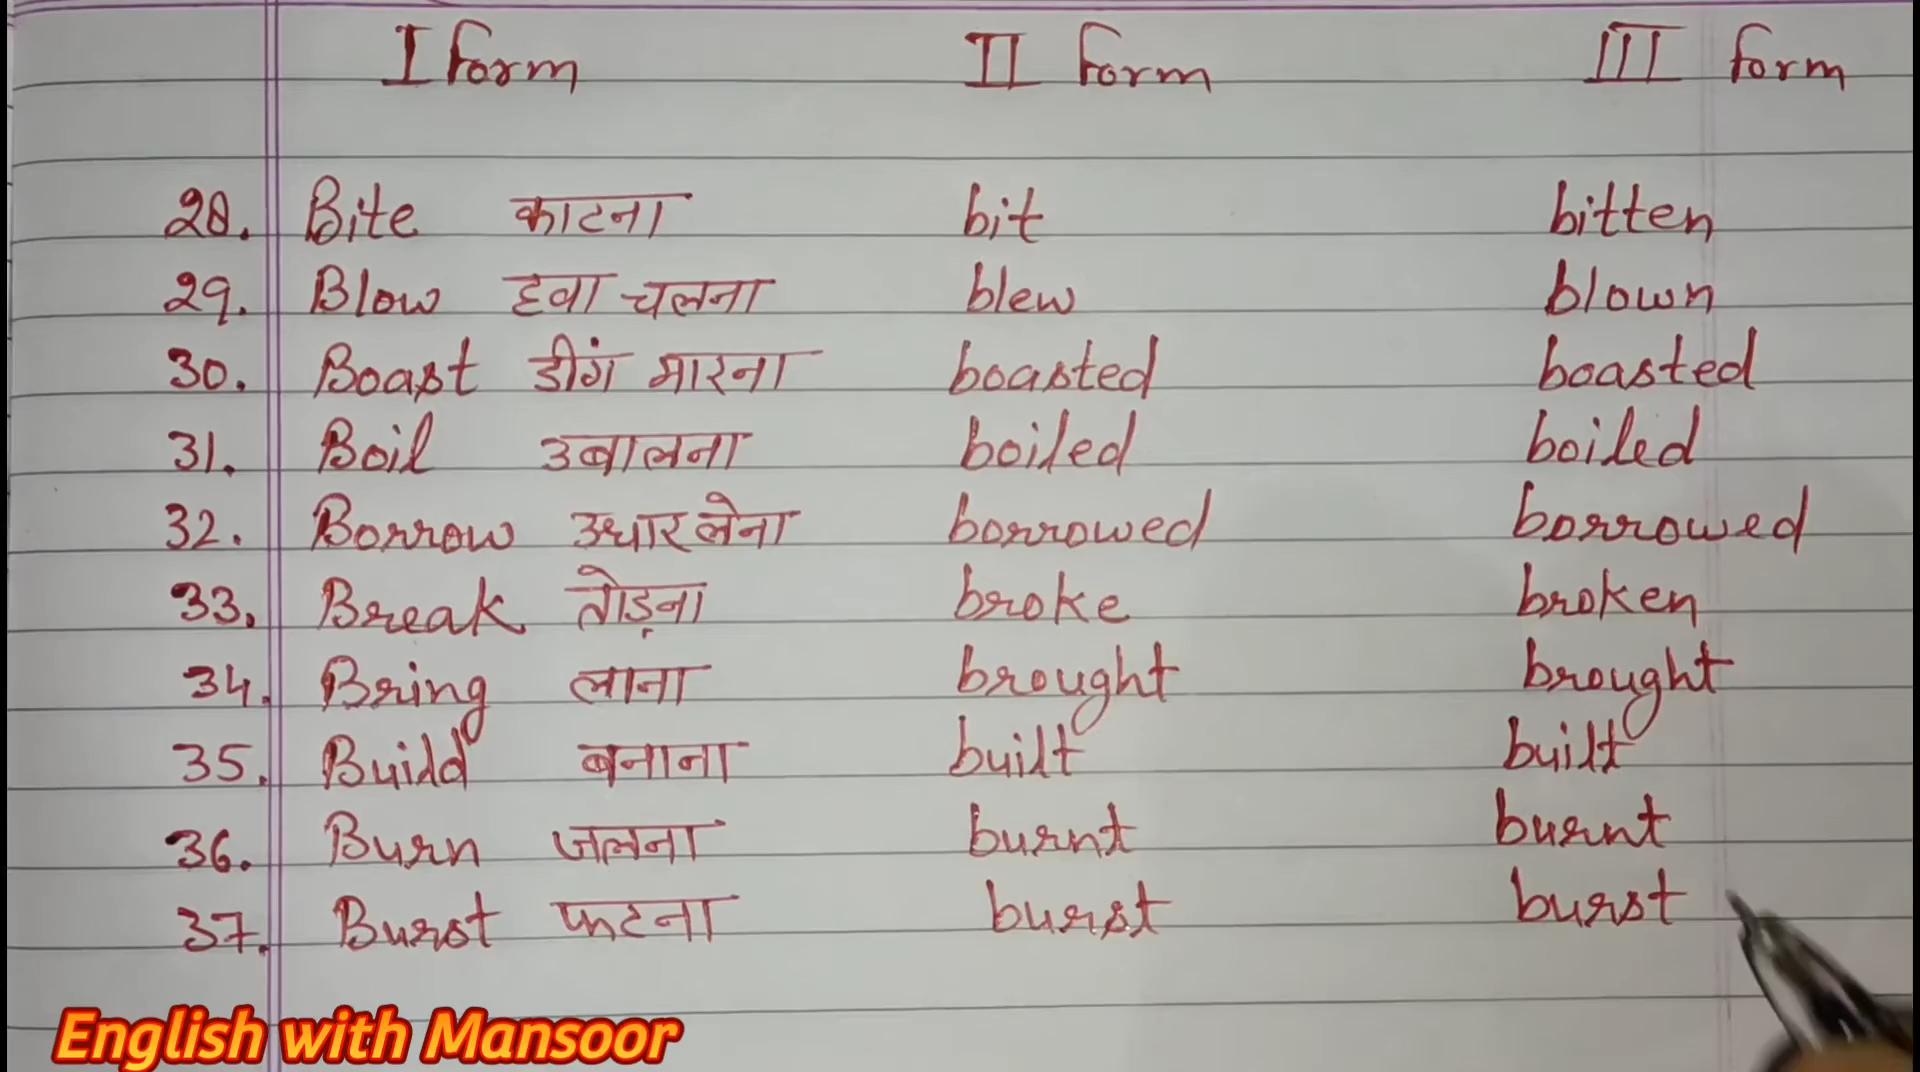 I form II form III form
28. Bite काटना bit bitten
29. Blow हवा चलना blew blown
30. Boast डींग मारना boasted boasted
31. Boil उबालना boiled boiled
32. Borrow उधार लेना borrowed borrowed
33. Break तोड़ना broke broken
34. Bring लाना brought brought
35. Build बनाना built built
36. Burn जलना burnt burnt
37. Burst फटना burst burst
English with Mansoor